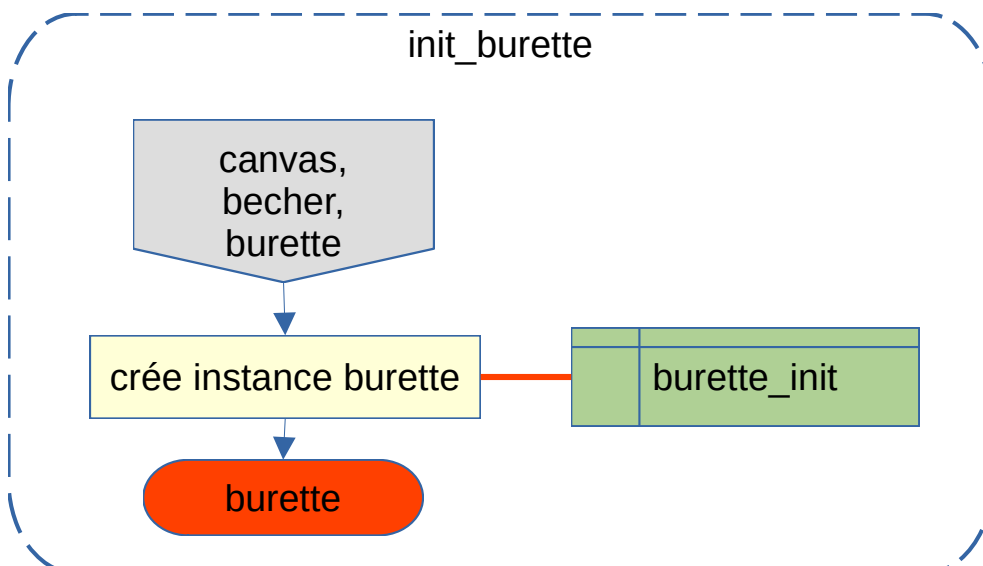 init_burette
canvas,
becher,
burette
crée instance burette
burette_init
burette